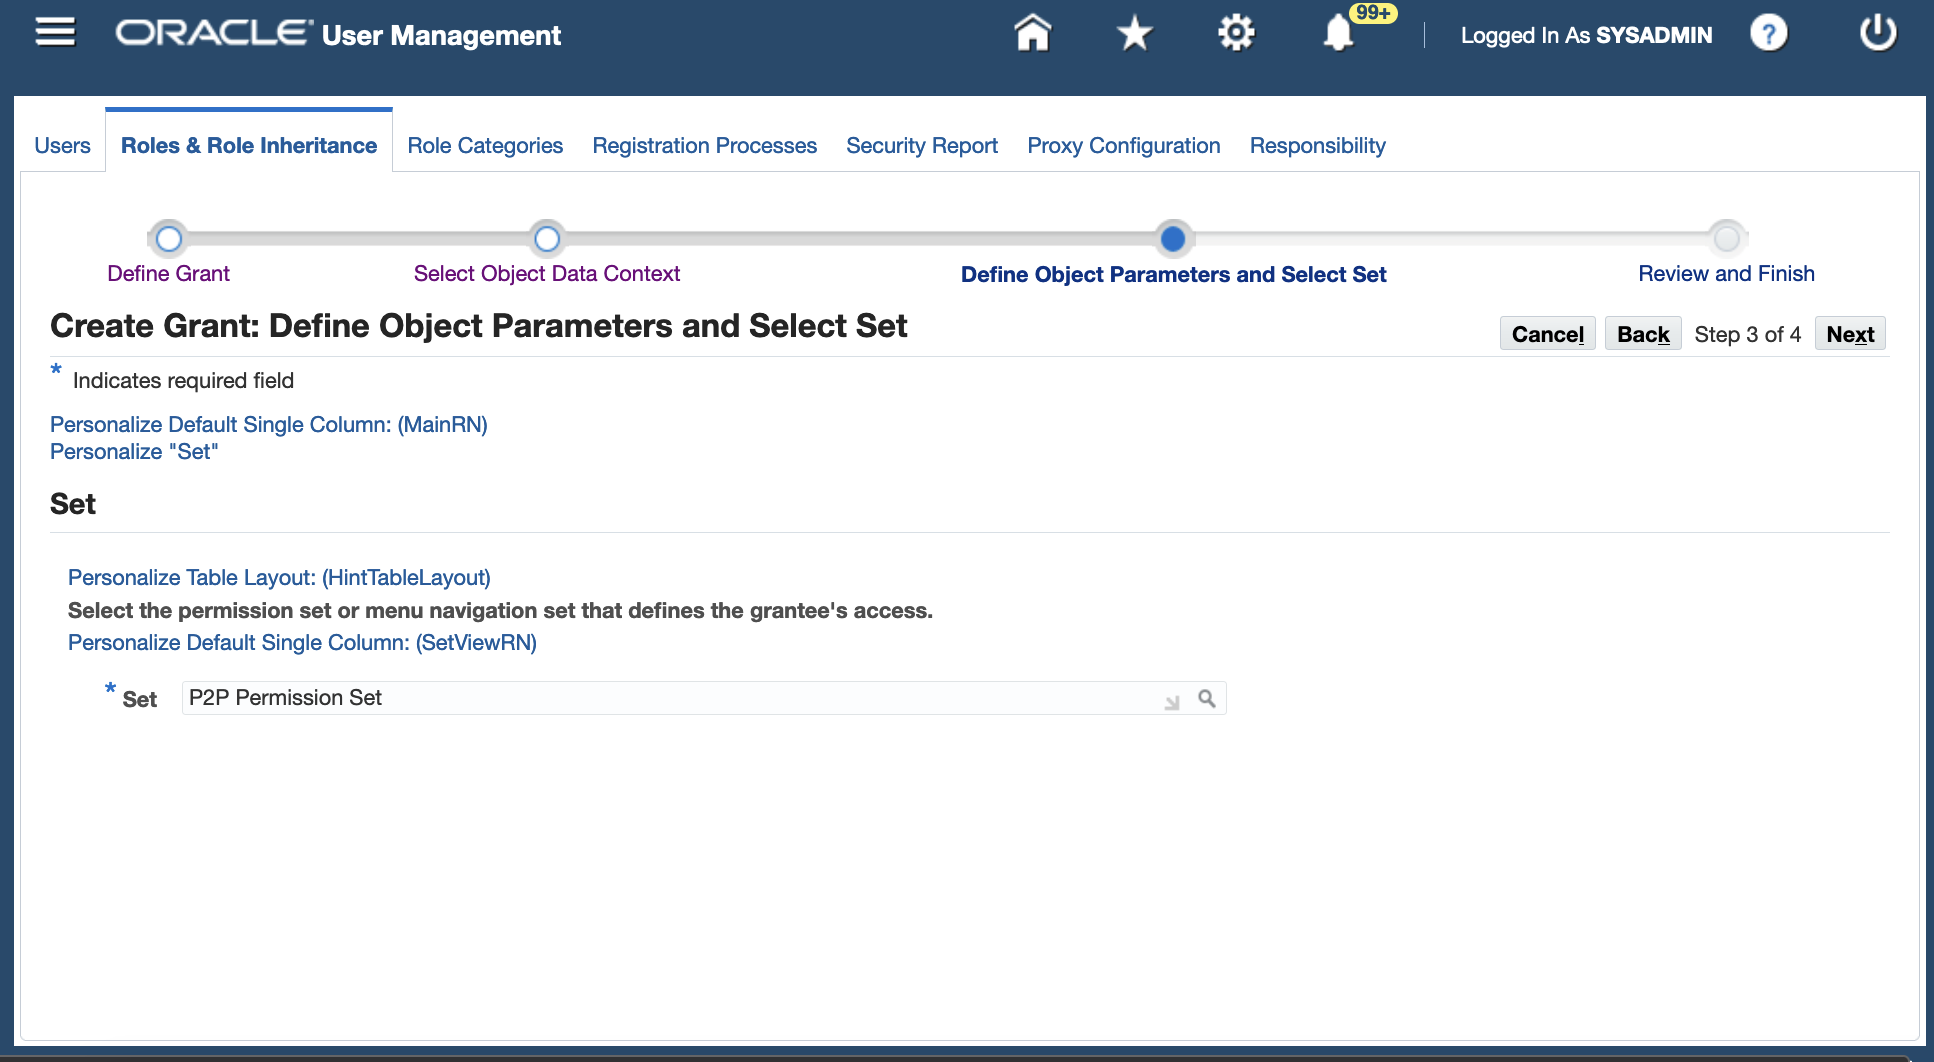 ORACLE User Management
99+
Logged In As SYSADMIN
?
Users
Roles & Role Inheritance
Role Categories
Registration Processes
Security Report
Proxy Configuration
Responsibility
Define Grant
Select Object Data Context
Define Object Parameters and Select Set
Review and Finish
Create Grant: Define Object Parameters and Select Set
Cancel Back Step 3 of 4 Next
* Indicates required field
Personalize Default Single Column: (MainRN)
Personalize "Set"
Set
Personalize Table Layout: (HintTableLayout)
Select the permission set or menu navigation set that defines the grantee's access.
Personalize Default Single Column: (SetViewRN)
* Set P2P Permission Set